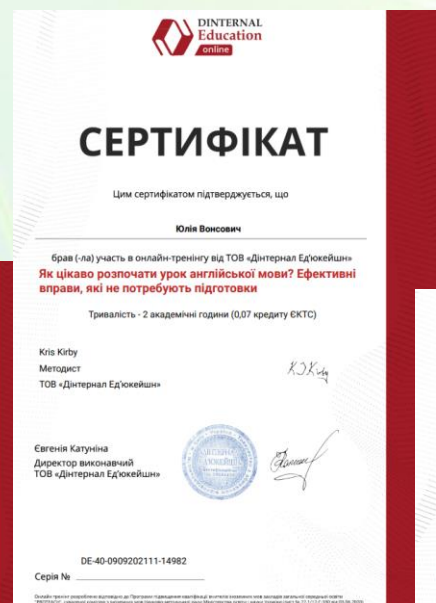 DINTERNAL
Education
online
СЕРТИФІКАТ
Цим сертифікатом підтверджується, що
Юлія Вонсович
брав (-ла) участь в онлайн-тренінгу від ТОВ «Дінтернал Ед'юкейшн»
Як цікаво розпочати урок англійської мови? Ефективні
вправи, які не потребують підготовки
Тривалість - 2 академічні години (0,07 кредиту ЄКТС)
Kris Kirby
Методист
ТОВ «Дінтернал Ед'юкейшн»
Євгенія Катуніна
Директор виконавчий
ТОВ «Дінтернал Ед'юкейшн»
DE-40-0909202111-14982
Серія №